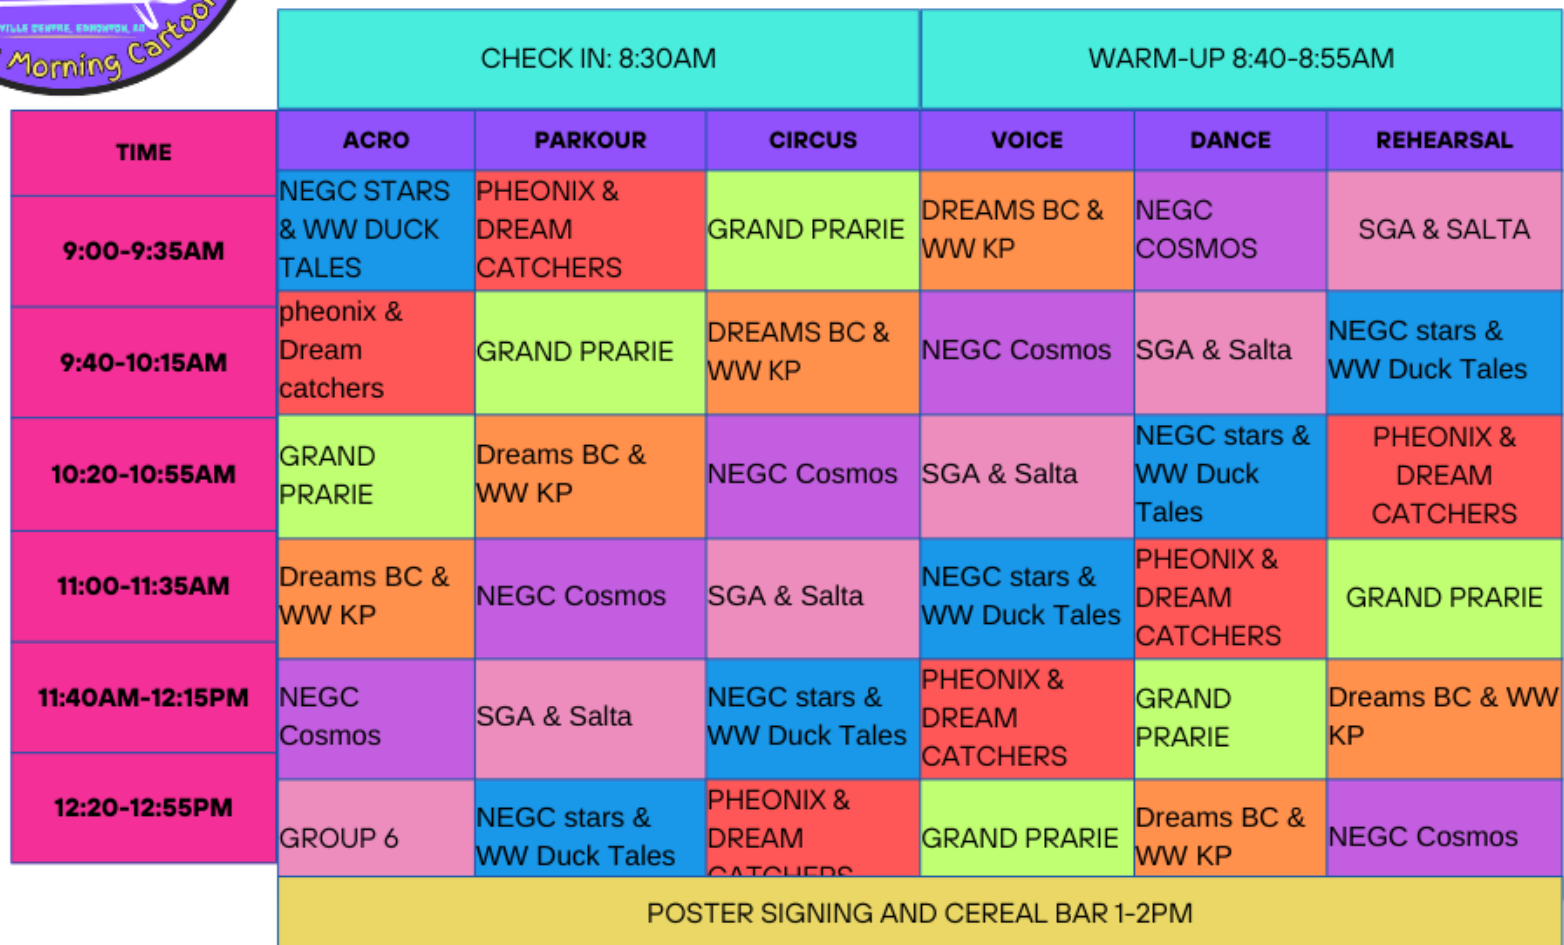 VILLE CENTRE, EDMONTON, AB
Morning Cartoon
CHECK IN: 8:30AM
WARM-UP 8:40-8:55AM
TIME
ACRO
PARKOUR
CIRCUS
VOICE
DANCE
REHEARSAL
9:00-9:35AM
NEGC STARS
& WW DUCK
TALES
PHEONIX &
DREAM
CATCHERS
GRAND PRARIE
DREAMS BC &
WW KP
NEGC
COSMOS
SGA & SALTA
9:40-10:15AM
pheonix &
Dream
catchers
GRAND PRARIE
DREAMS BC &
WW KP
NEGC Cosmos
SGA & Salta
NEGC stars &
WW Duck Tales
10:20-10:55AM
GRAND
PRARIE
Dreams BC &
WW KP
NEGC Cosmos
SGA & Salta
NEGC stars &
WW Duck
Tales
PHEONIX &
DREAM
CATCHERS
11:00-11:35AM
Dreams BC &
WW KP
NEGC Cosmos
SGA & Salta
NEGC stars &
WW Duck Tales
PHEONIX &
DREAM
CATCHERS
GRAND PRARIE
11:40AM-12:15PM
NEGC
Cosmos
SGA & Salta
NEGC stars &
WW Duck Tales
PHEONIX &
DREAM
CATCHERS
GRAND
PRARIE
Dreams BC & WW
KP
12:20-12:55PM
GROUP 6
NEGC stars &
WW Duck Tales
PHEONIX &
DREAM
CATCHERS
GRAND PRARIE
Dreams BC &
WW KP
NEGC Cosmos
POSTER SIGNING AND CEREAL BAR 1-2PM